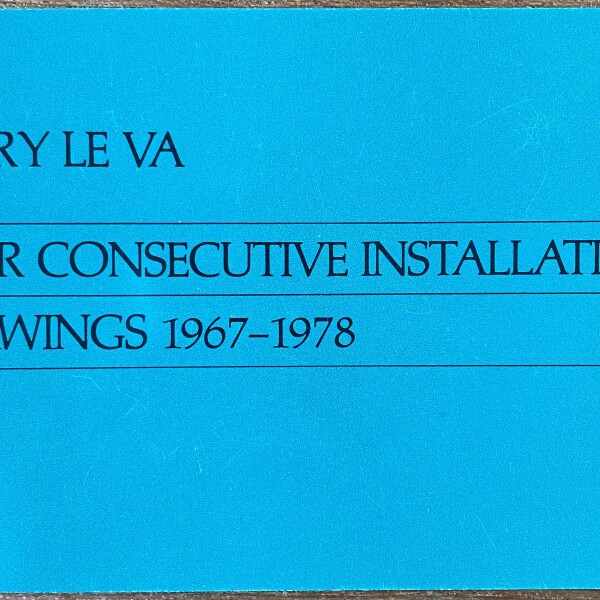 RY LE VA
R CONSECUTIVE INSTALLATI
WINGS 1967–1978